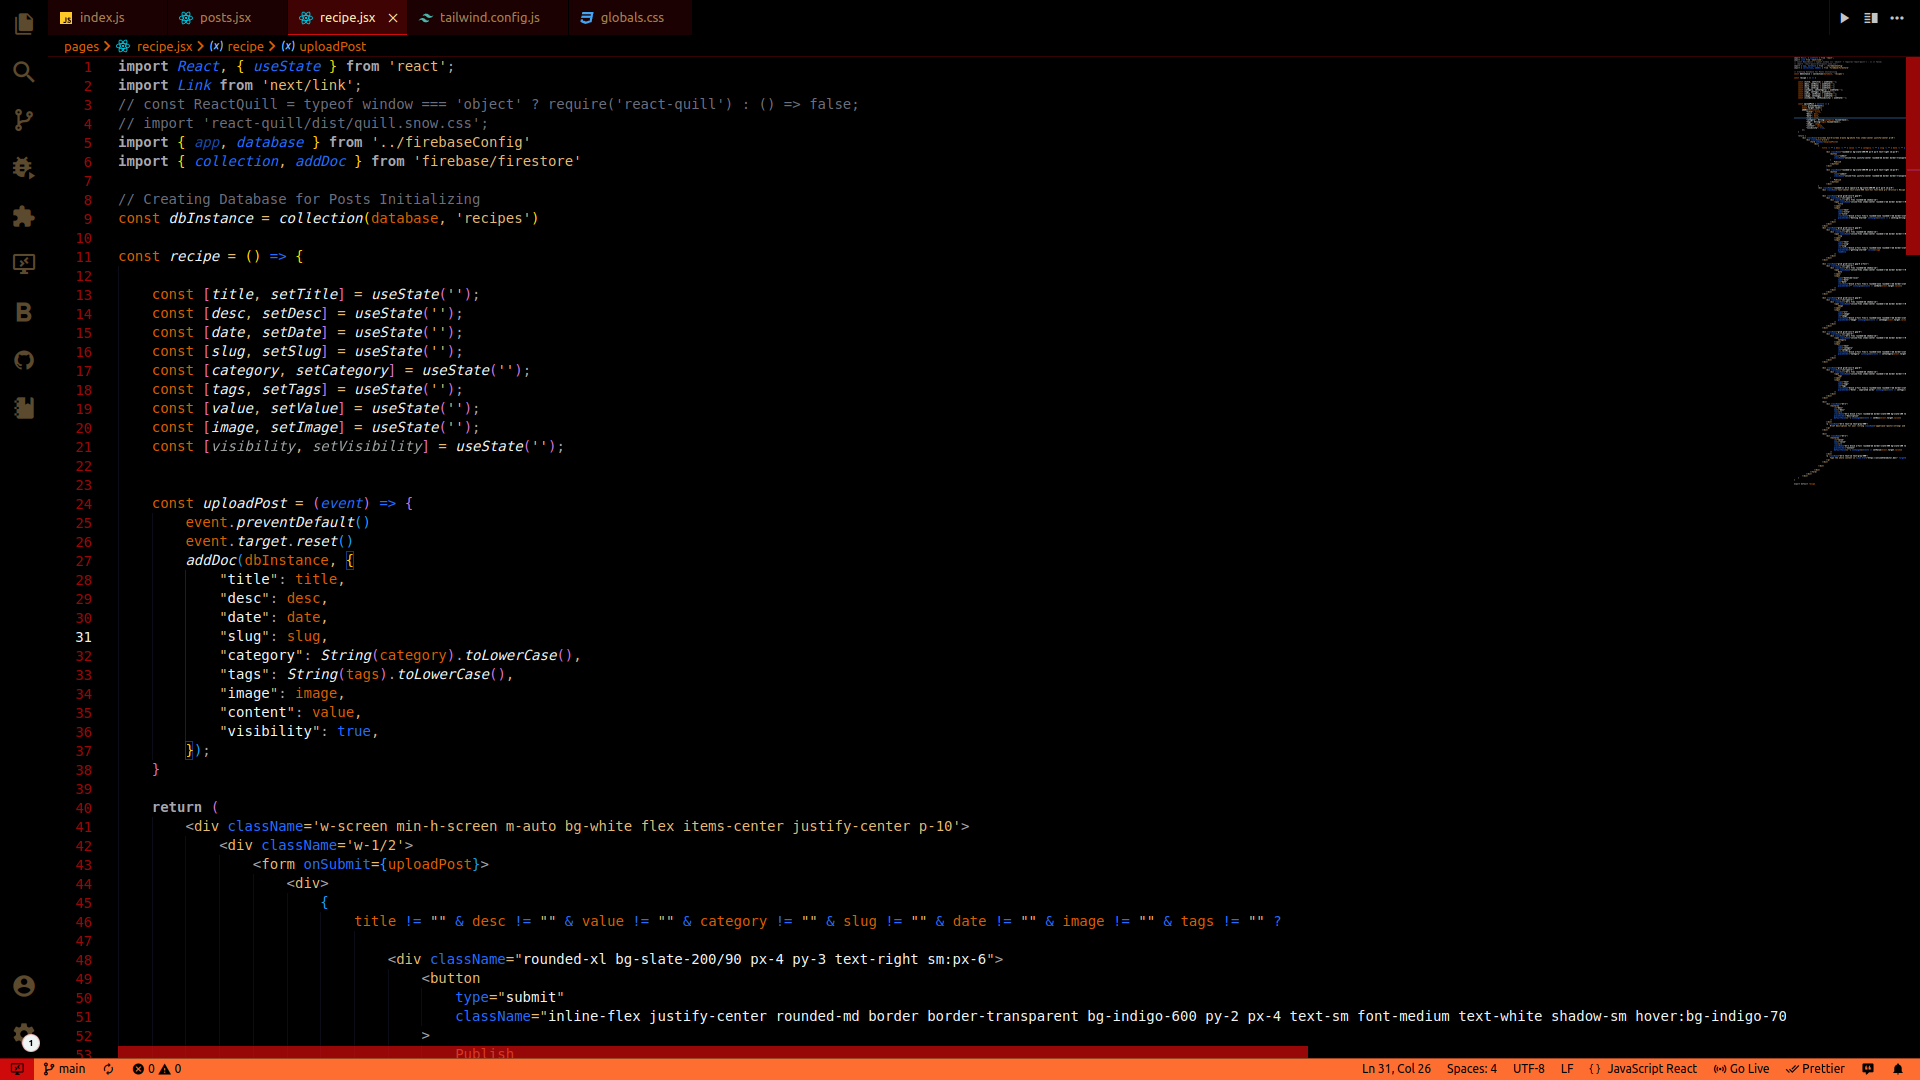 index.js posts.jsx recipe.jsx tailwind.config.js globals.css
pages recipe.jsx recipe uploadPost
1 import React, { useState } from 'react';
2 import Link from 'next/link';
3 // const ReactQuill = typeof window === 'object' ? require('react-quill') : () => false;
4 // import 'react-quill/dist/quill.snow.css';
5 import { app, database } from '../firebaseConfig'
6 import { collection, addDoc } from 'firebase/firestore'
7
8 // Creating Database for Posts Initializing
9 const dbInstance = collection(database, 'recipes')
10
11 const recipe = () => {
12
13 const [title, setTitle] = useState('');
14 const [desc, setDesc] = useState('');
15 const [date, setDate] = useState('');
16 const [slug, setSlug] = useState('');
17 const [category, setCategory] = useState('');
18 const [tags, setTags] = useState('');
19 const [value, setValue] = useState('');
20 const [image, setImage] = useState('');
21 const [visibility, setVisibility] = useState('');
22
23
24 const uploadPost = (event) => {
25 event.preventDefault()
26 event.target.reset()
27 addDoc(dbInstance, {
28 "title": title,
29 "desc": desc,
30 "date": date,
31 "slug": slug,
32 "category": String(category).toLowerCase(),
33 "tags": String(tags).toLowerCase(),
34 "image": image,
35 "content": value,
36 "visibility": true,
37 });
38 }
39
40 return (
41 <div className='w-screen min-h-screen m-auto bg-white flex items-center justify-center p-10'>
42 <div className='w-1/2'>
43 <form onSubmit={uploadPost}>
44 <div>
45 {
46 title != "" & desc != "" & value != "" & category != "" & slug != "" & date != "" & image != "" & tags != "" ?
47
48 <div className="rounded-xl bg-slate-200/90 px-4 py-3 text-right sm:px-6">
49 <button
50 type="submit"
51 className="inline-flex justify-center rounded-md border border-transparent bg-indigo-600 py-2 px-4 text-sm font-medium text-white shadow-sm hover:bg-indigo-70
52 >
53 Publish
1
main 0 0 Ln 31, Col 26 Spaces: 4 UTF-8 LF {} JavaScript React Go Live Prettier